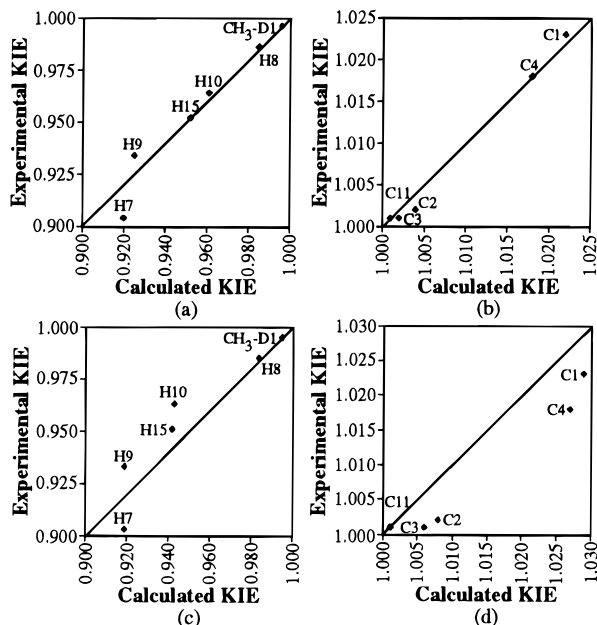 Experimental KIE
1.000
0.975
0.950
0.925
0.900
CH3-D1
H8
H10
H15
H9
H7
0.900
0.920
0.940
0.960
0.980
1.000
Calculated KIE
(a)
Experimental KIE
1.025
1.020
1.015
1.010
1.005
1.000
C1
C4
C11
C2
C3
1.000
1.005
1.010
1.015
1.020
1.025
Calculated KIE
(b)
Experimental KIE
1.000
0.975
0.950
0.925
0.900
CH3-D1
H8
H10
H15
H9
H7
0.900
0.920
0.940
0.960
0.980
1.000
Calculated KIE
(c)
Experimental KIE
1.030
1.025
1.020
1.015
1.010
1.005
1.000
C1
C4
C11
C3
C2
1.000
1.005
1.010
1.015
1.020
1.025
1.030
Calculated KIE
(d)